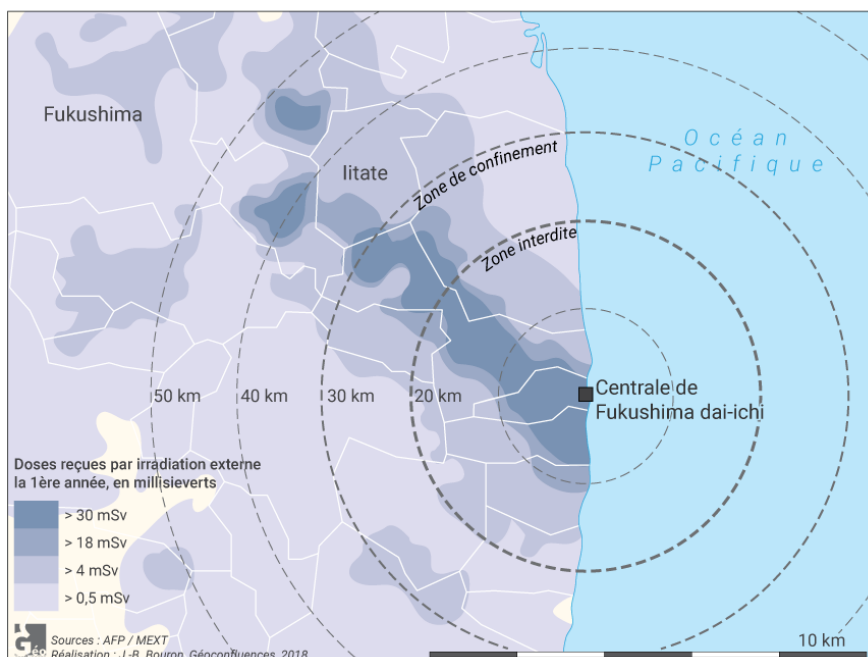 Fukushima
Iitate
Océan
Pacifique
Zone de confinement
Zone interdite
50 km
40 km
30 km
20 km
Centrale de
Fukushima dai-ichi
Doses reçues par irradiation externe
la 1ère année, en millisieverts
> 30 mSv
> 18 mSv
> 4 mSv
> 0,5 mSv
Géo
Sources : AFP / MEXT
Réalisation : J.-B. Bouron, Géoconfluences, 2018
10 km